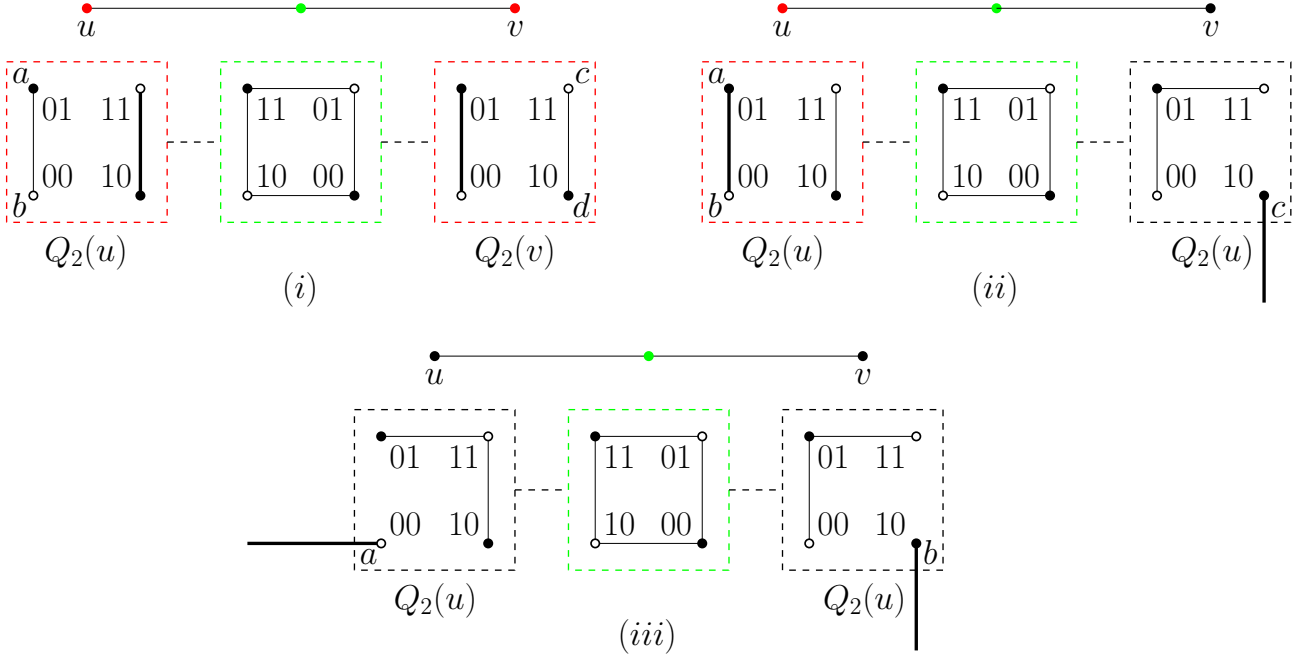 u v u v
a c a
01 11 11 01 01 11 01 11 11 01 01 11
00 10 10 00 00 10 00 10 10 00 00 10
b d b c
Q₂(u) Q₂(v) Q₂(u) Q₂(u)
(i) (ii)
u v
01 11 11 01 01 11
00 10 10 00 00 10
a b
Q₂(u) Q₂(u)
(iii)